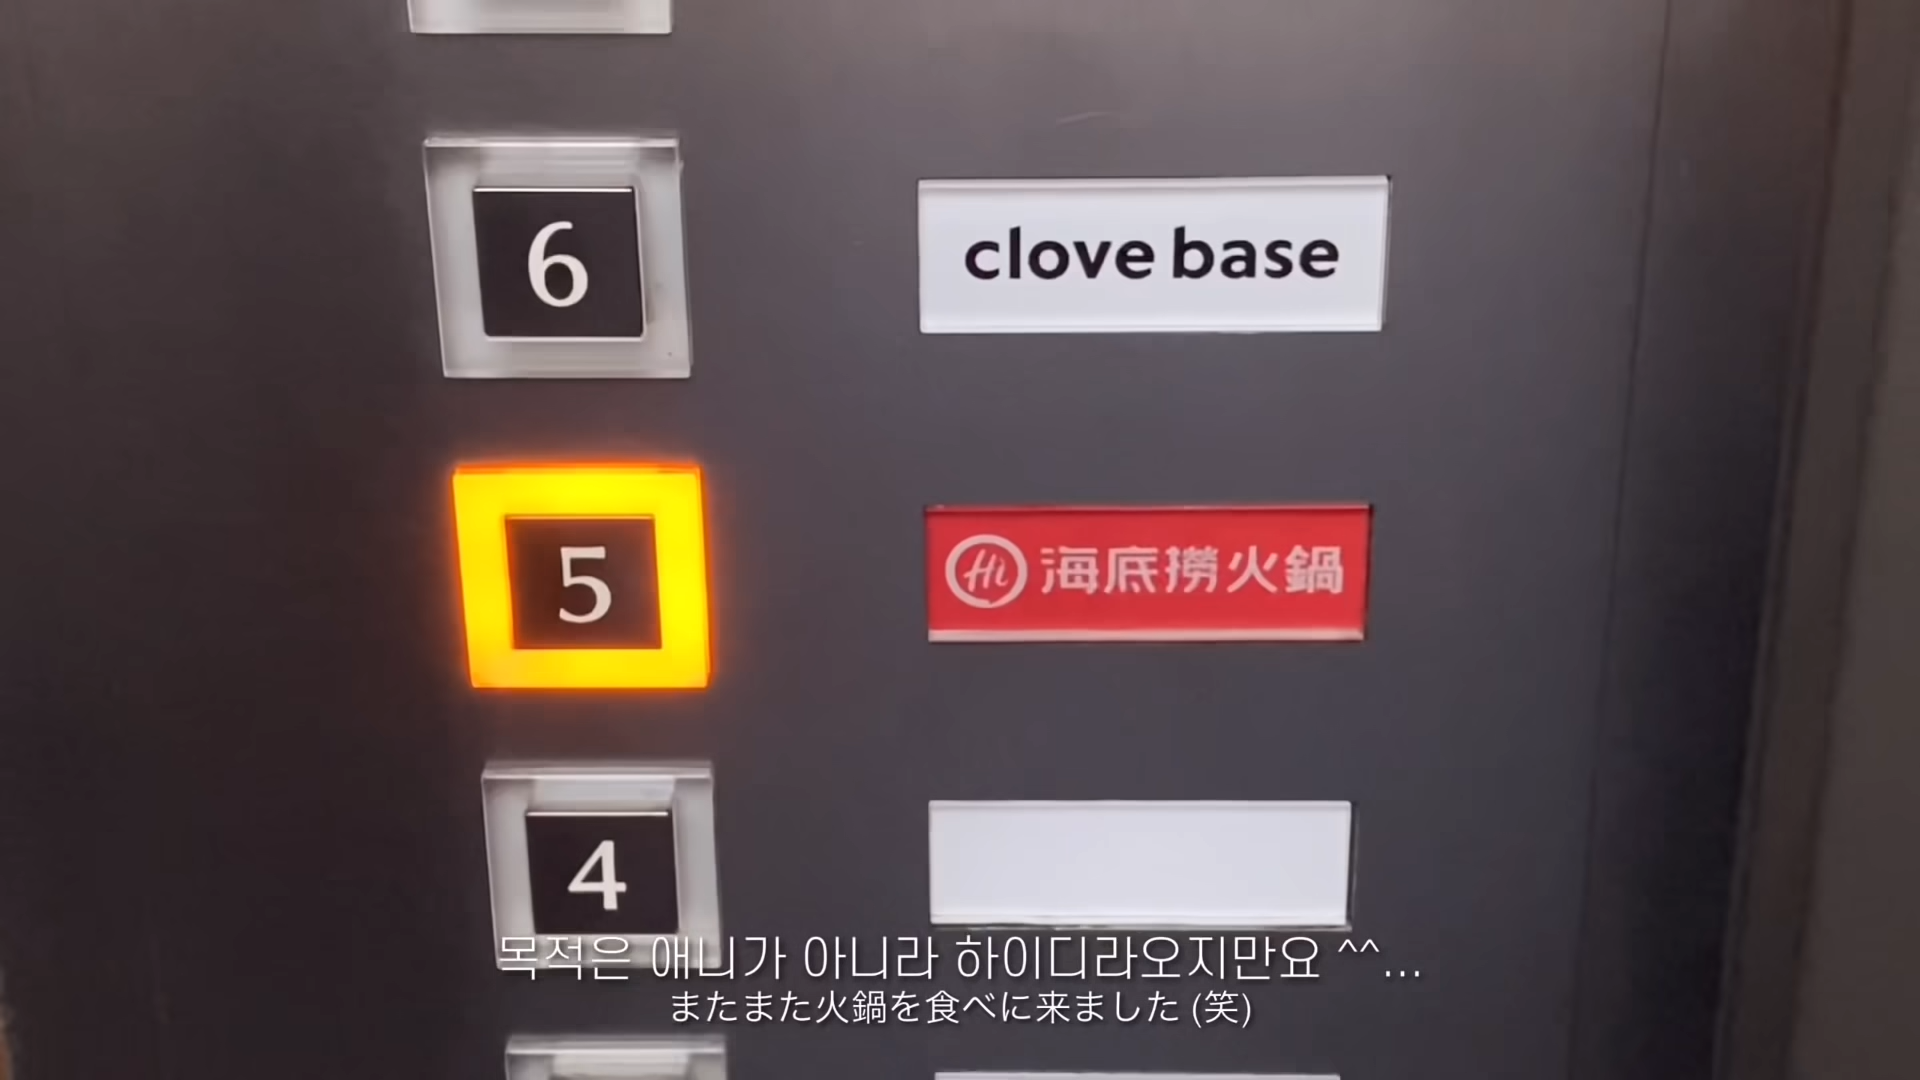 6
clove base
5
Hi 海底撈火鍋
4
목적은 애니가 아니라 하이디라오지만요 ^^...
またまた火鍋を食べに来ました (笑)